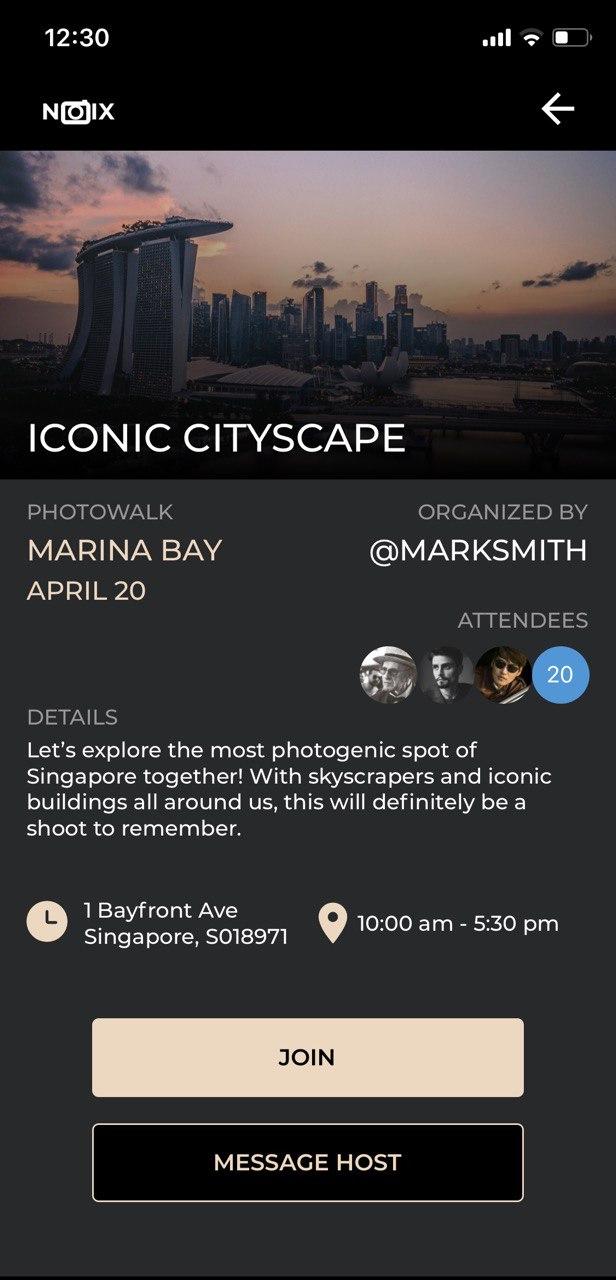 12:30
NOIX
ICONIC CITYSCAPE
PHOTOWALK
ORGANIZED BY
MARINA BAY
@MARKSMITH
APRIL 20
ATTENDEES
20
DETAILS
Let’s explore the most photogenic spot of
Singapore together! With skyscrapers and iconic
buildings all around us, this will definitely be a
shoot to remember.
1 Bayfront Ave
Singapore, S018971
10:00 am - 5:30 pm
JOIN
MESSAGE HOST